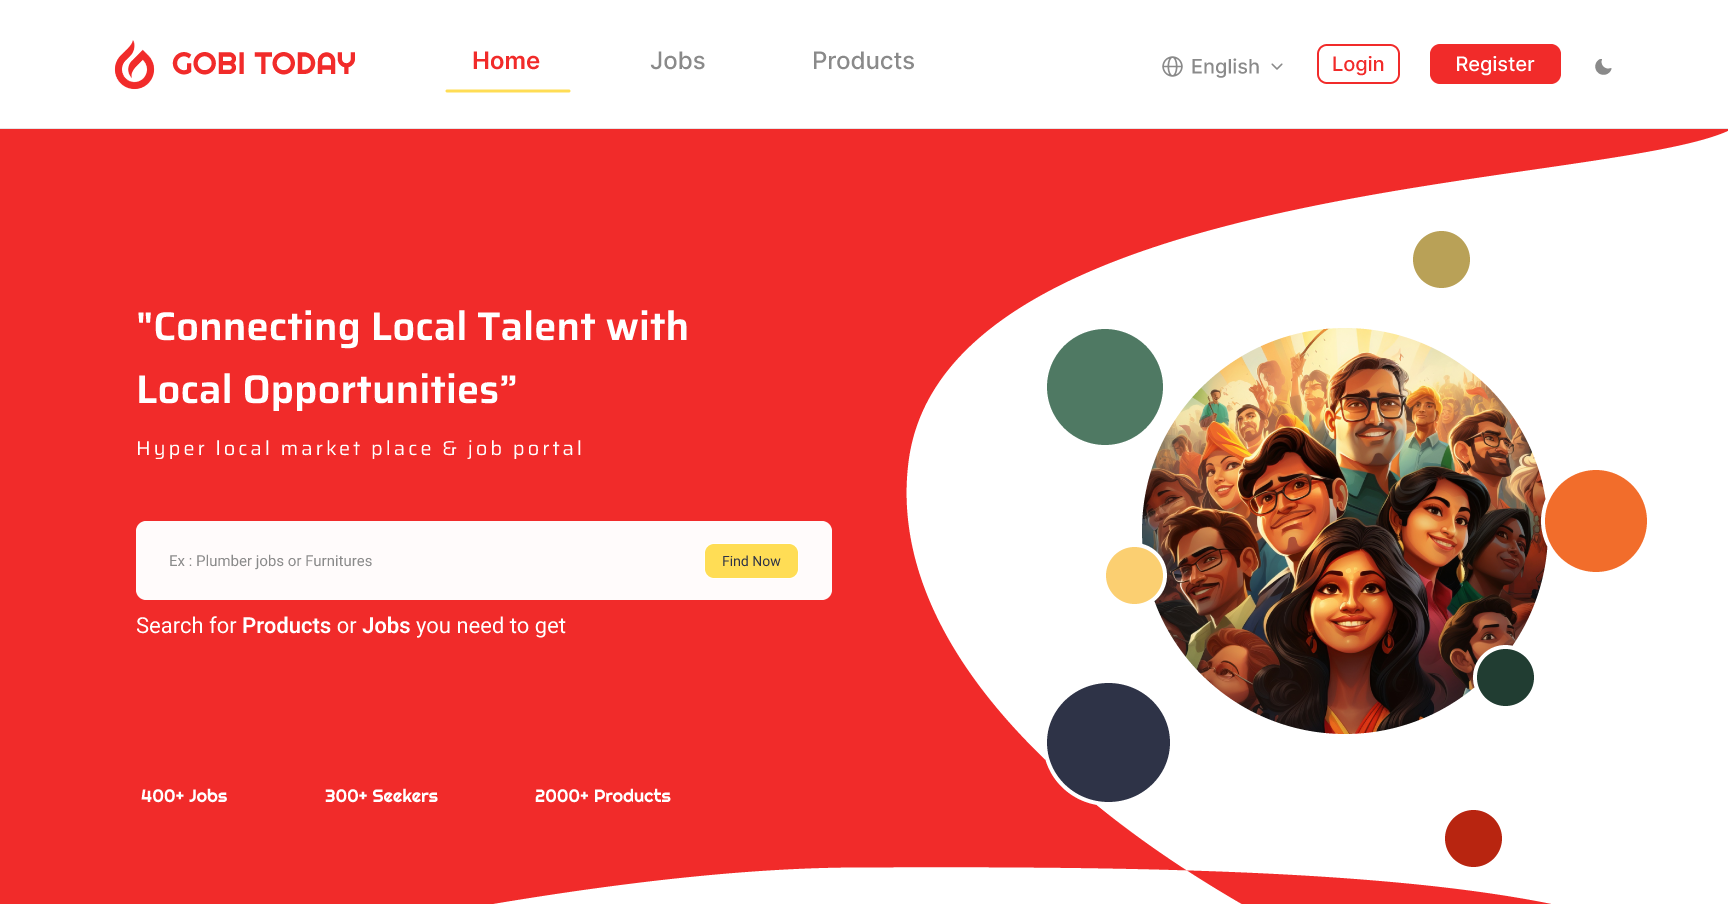 GOBI TODAY
Home
Jobs
Products
English
Login
Register
"Connecting Local Talent with
Local Opportunities”
Hyper local market place & job portal
Ex : Plumber jobs or Furnitures
Find Now
Search for Products or Jobs you need to get
400+ Jobs
300+ Seekers
2000+ Products